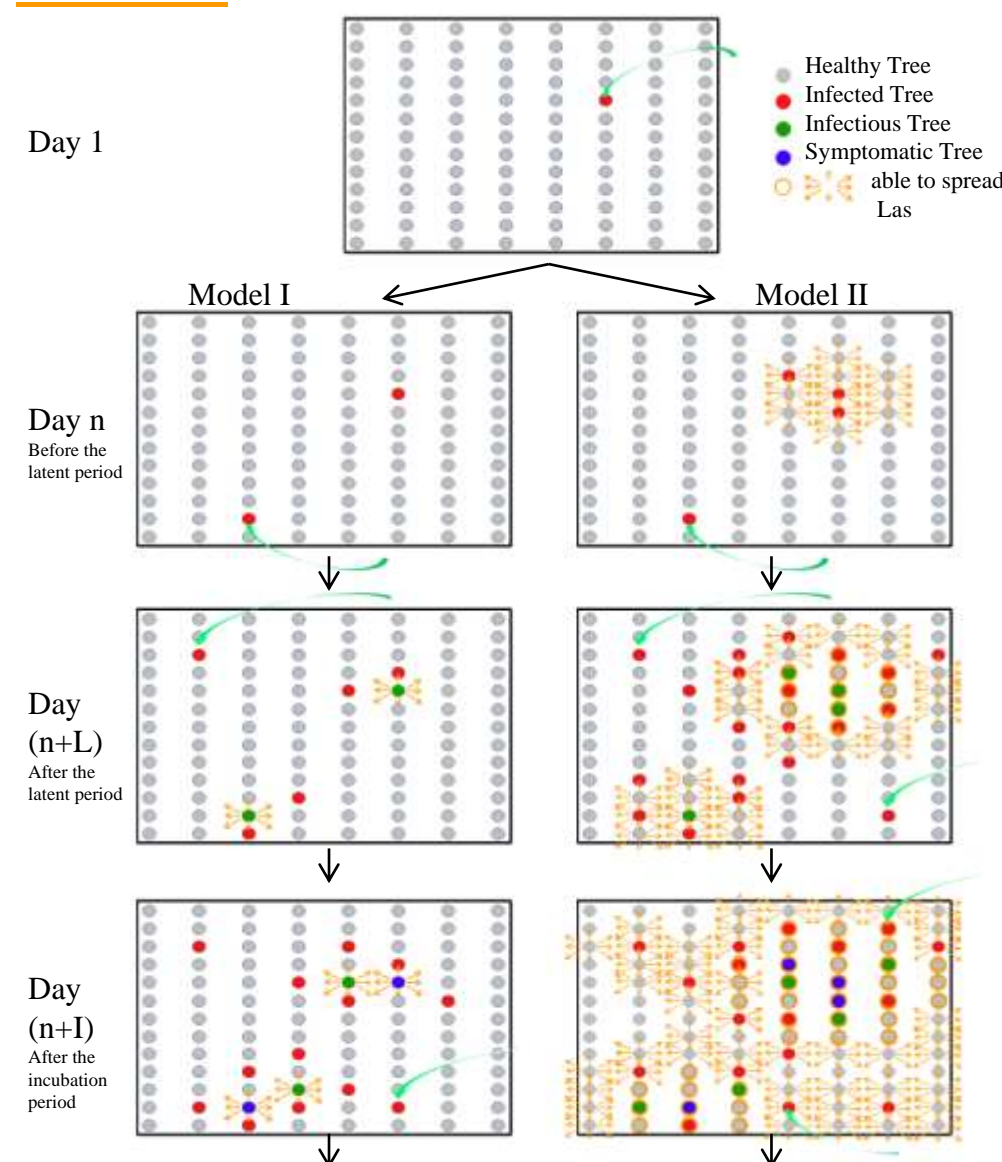 Day 1
Healthy Tree
Infected Tree
Infectious Tree
Symptomatic Tree
able to spread
Las
Model I
Model II
Day n
Before the
latent period
Day
(n+L)
After the
latent period
Day
(n+I)
After the
incubation
period